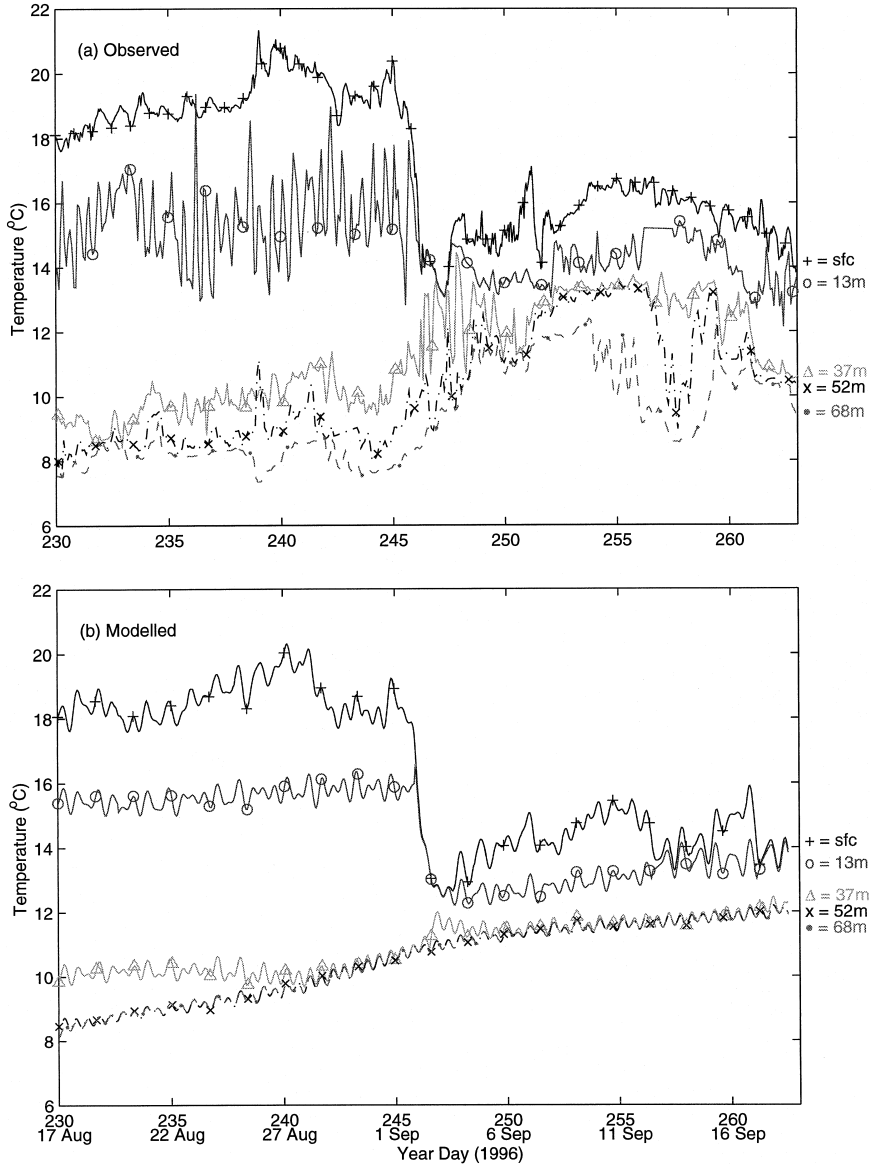 22
(a) Observed
20
18
16
Temperature (°C)
14
+ = sfc
o = 13m
12
Δ = 37m
x = 52m
10
• = 68m
8
6
230 235 240 245 250 255 260
22
(b) Modelled
20
18
16
Temperature (°C)
14
+ = sfc
o = 13m
12
Δ = 37m
x = 52m
• = 68m
10
8
6
230 235 240 245 250 255 260
17 Aug 22 Aug 27 Aug 1 Sep 6 Sep 11 Sep 16 Sep
Year Day (1996)